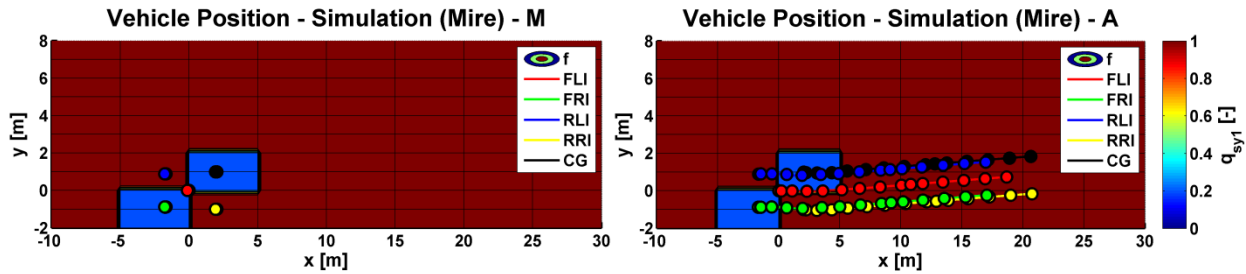 Vehicle Position - Simulation (Mire) - M
8
6
4
2
0
-2
y [m]
-10 -5 0 5 10 15 20 25 30
x [m]
f
FLI
FRI
RLI
RRI
CG
Vehicle Position - Simulation (Mire) - A
8
6
4
2
0
-2
y [m]
-10 -5 0 5 10 15 20 25 30
x [m]
f
FLI
FRI
RLI
RRI
CG
1
0.8
0.6
0.4
0.2
0
qsy1 [-]